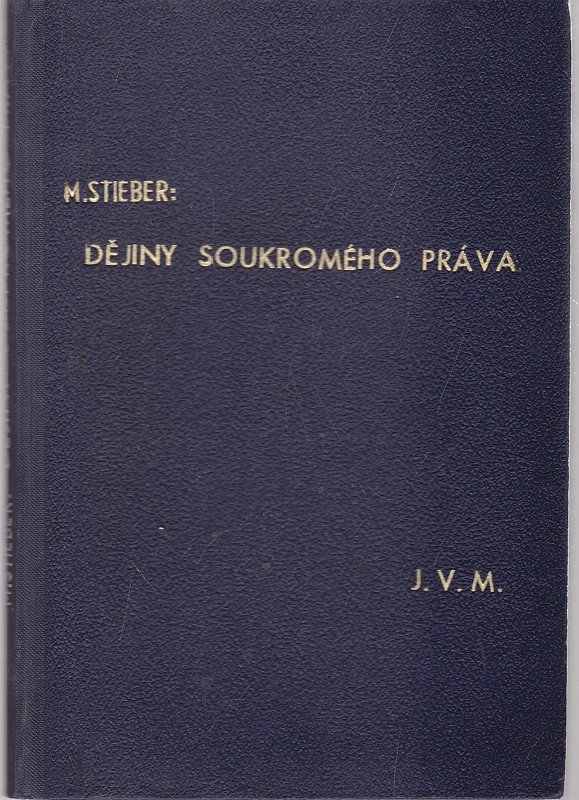 M.STIEBER:
DĚJINY SOUKROMÉHO PRÁVA
J. V. M.